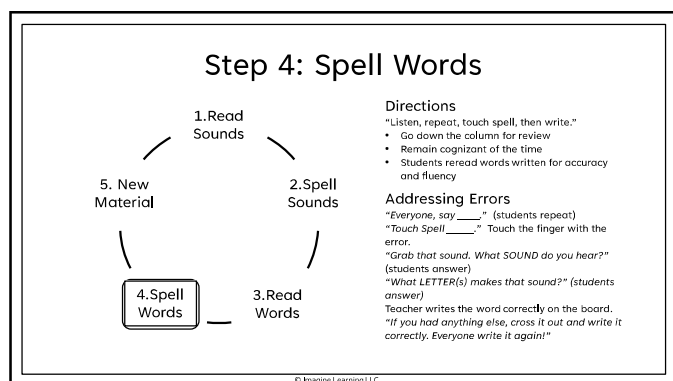 Step 4: Spell Words
1.Read
Sounds
2.Spell
Sounds
3.Read
Words
4.Spell
Words
5. New
Material
Directions
“Listen, repeat, touch spell, then write.”
• Go down the column for review
• Remain cognizant of the time
• Students reread words written for accuracy
and fluency
Addressing Errors
“Everyone, say _____.” (students repeat)
“Touch Spell ______.” Touch the finger with the
error.
“Grab that sound. What SOUND do you hear?”
(students answer)
“What LETTER(s) makes that sound?” (students
answer)
Teacher writes the word correctly on the board.
“If you had anything else, cross it out and write it
correctly. Everyone write it again!”
© Imagine Learning LLC